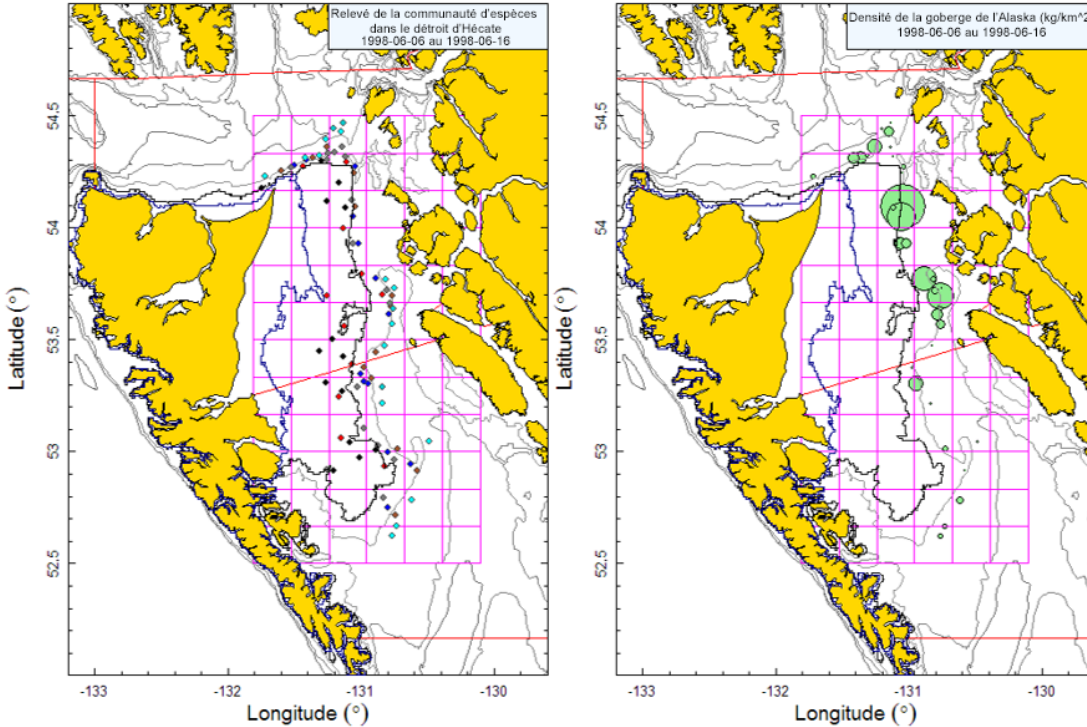 Relevé de la communauté d'espèces
dans le détroit d'Hécate
1998-06-06 au 1998-06-16
Latitude (°)
54.5
54
53.5
53
52.5
-133
-132
-131
-130
Longitude (°)
Densité de la goberge de l'Alaska (kg/km^2
1998-06-06 au 1998-06-16
Latitude (°)
54.5
54
53.5
53
52.5
-133
-132
-131
-130
Longitude (°)